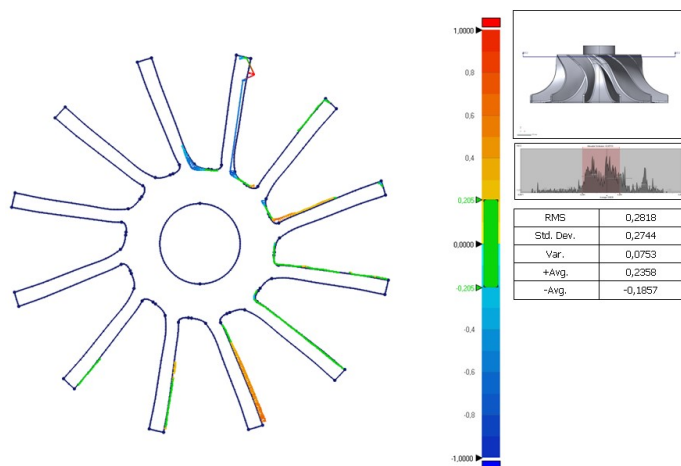 1,0000
0,8
0,6
0,4
0,205
0,0000
-0,205
-0,4
-0,6
-0,8
-1,0000
RMS 0,2818
Std. Dev. 0,2744
Var. 0,0753
+Avg. 0,2358
-Avg. -0,1857